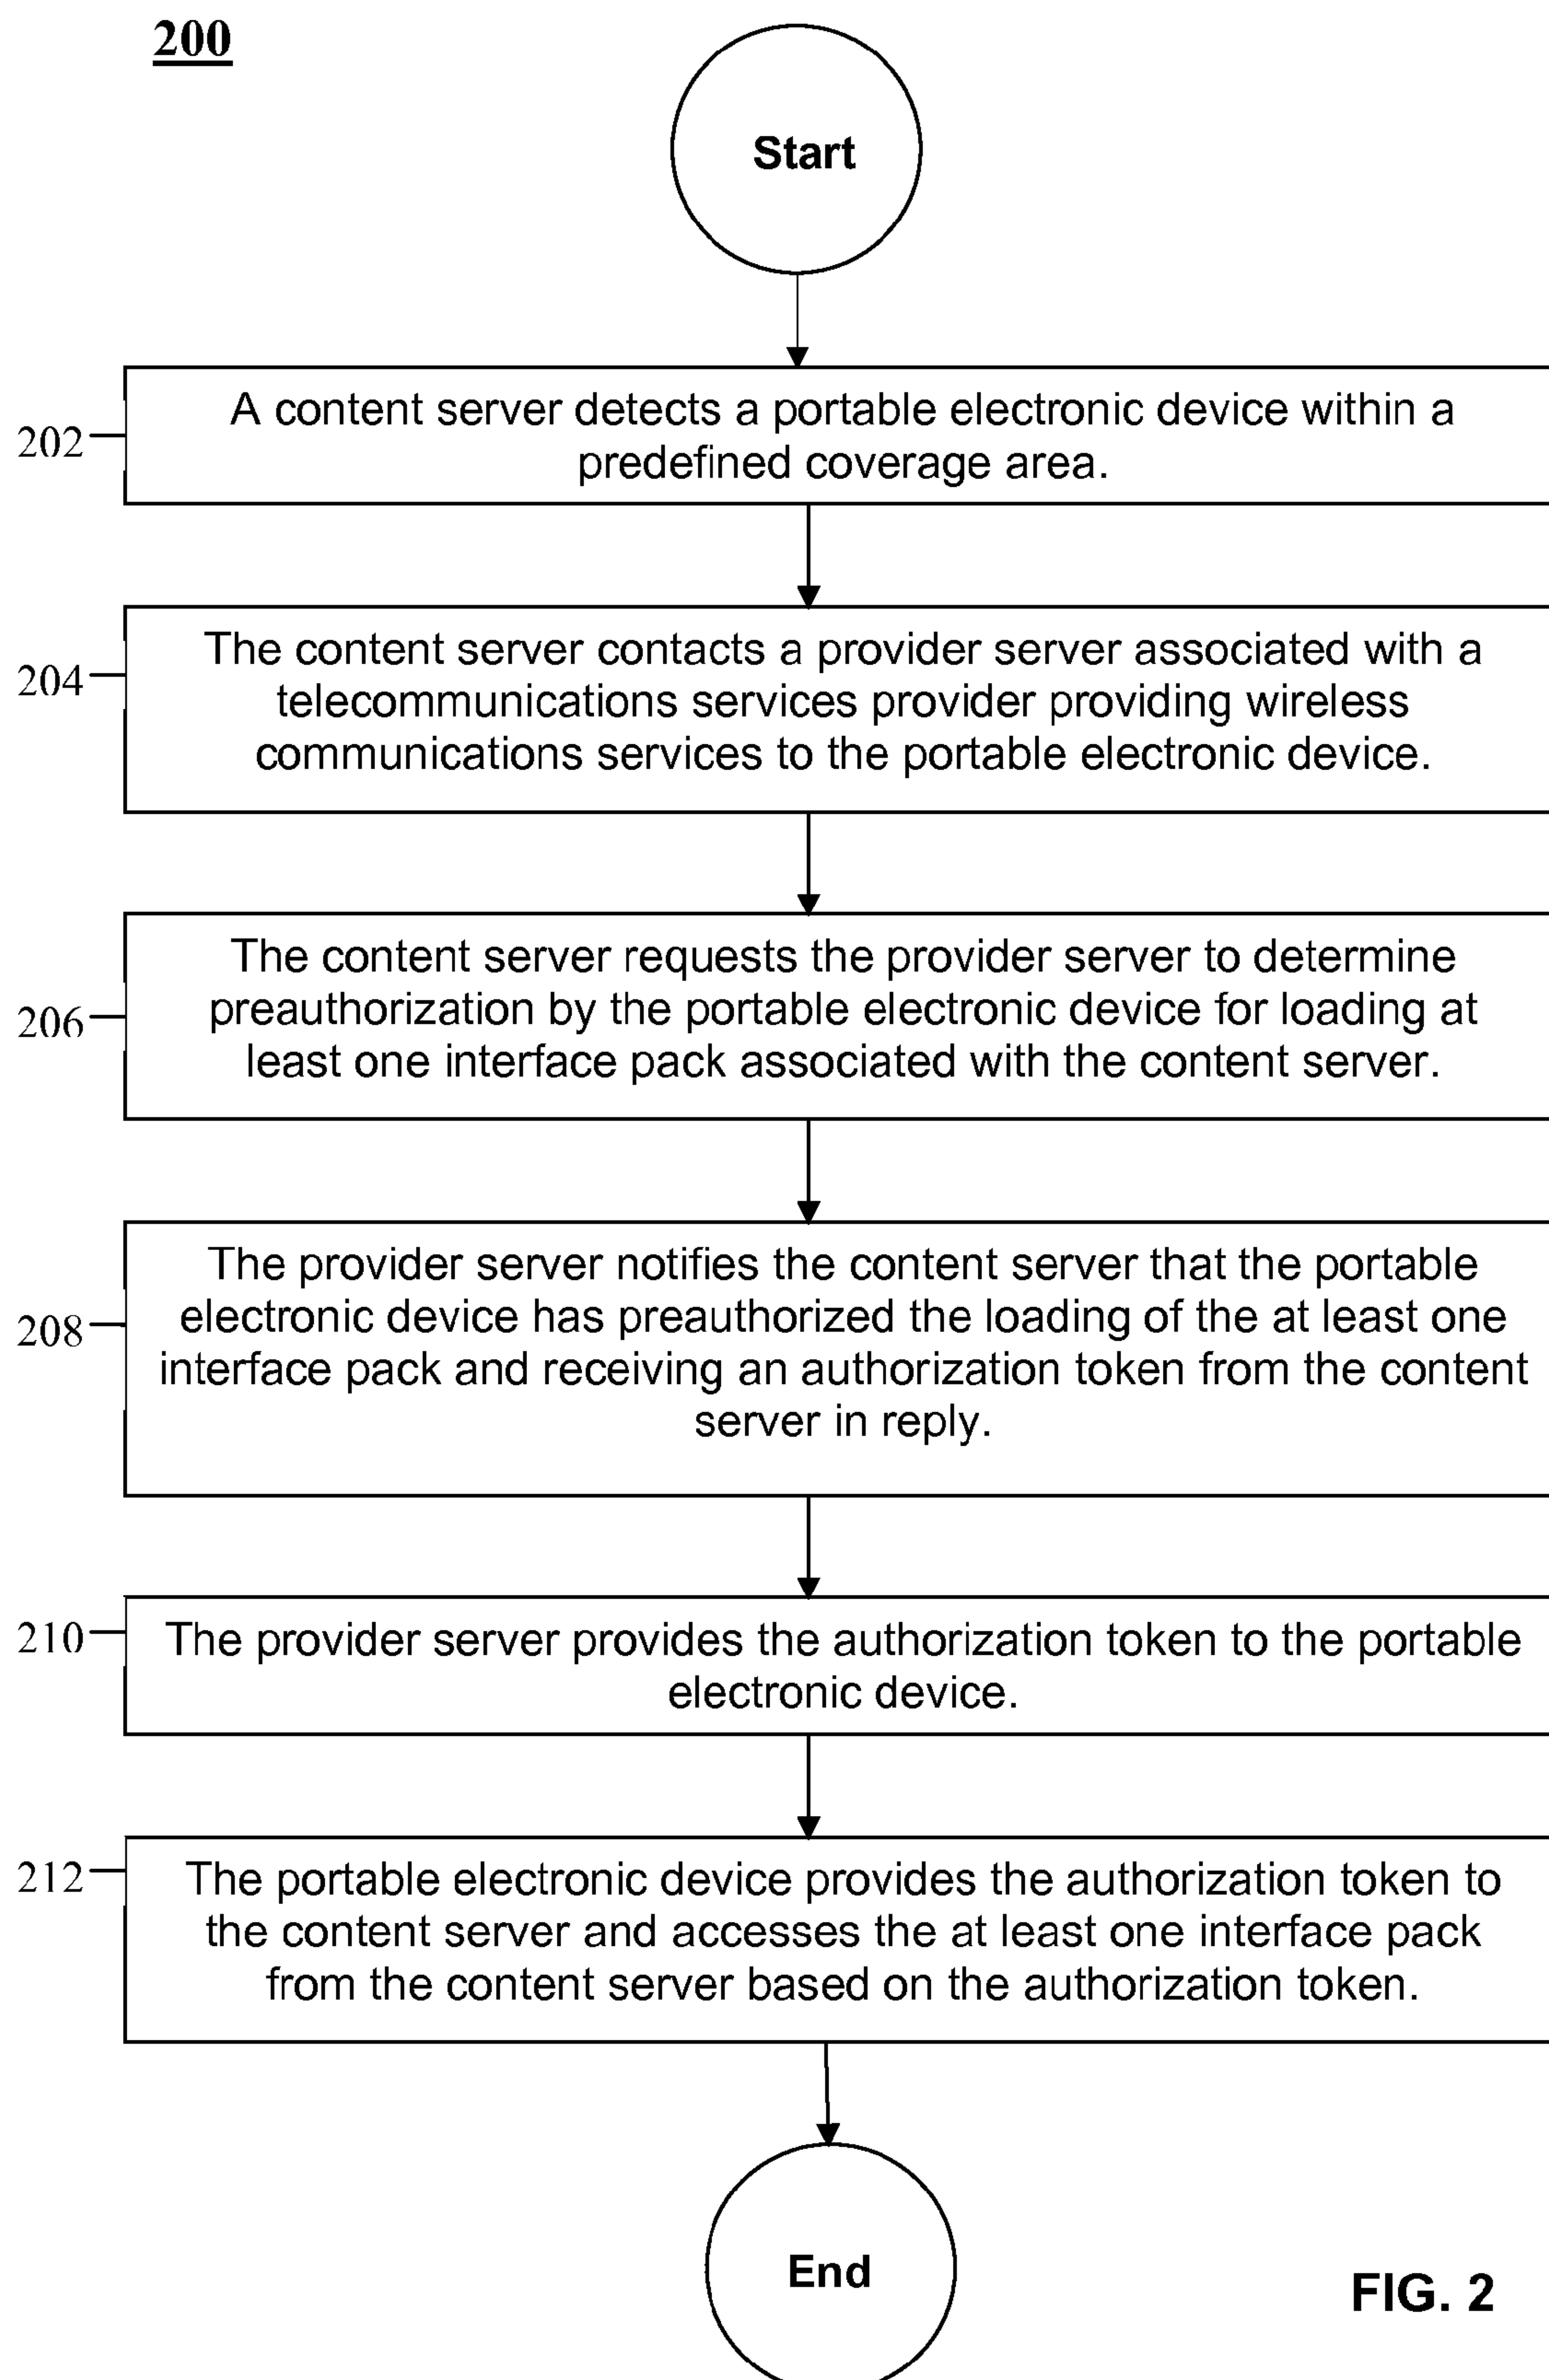 200
Start
A content server detects a portable electronic device within a
predefined coverage area.
202
The content server contacts a provider server associated with a
telecommunications services provider providing wireless
communications services to the portable electronic device.
204
The content server requests the provider server to determine
preauthorization by the portable electronic device for loading at
least one interface pack associated with the content server.
206
The provider server notifies the content server that the portable
electronic device has preauthorized the loading of the at least one
interface pack and receiving an authorization token from the content
server in reply.
208
The provider server provides the authorization token to the portable
electronic device.
210
The portable electronic device provides the authorization token to
the content server and accesses the at least one interface pack
from the content server based on the authorization token.
212
End
FIG. 2